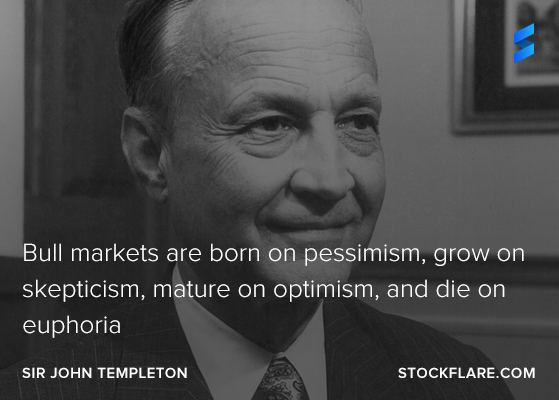 Bull markets are born on pessimism, grow on
skepticism, mature on optimism, and die on
euphoria
SIR JOHN TEMPLETON
STOCKFLARE.COM